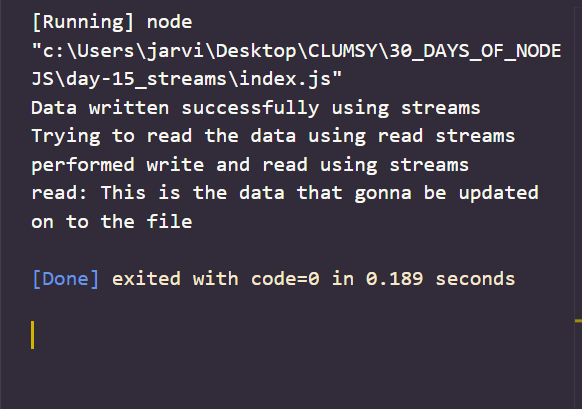 [Running] node
"c:\Users\jarvi\Desktop\CLUMSY\30_DAYS_OF_NODE
JS\day-15_streams\index.js"
Data written successfully using streams
Trying to read the data using read streams
performed write and read using streams
read: This is the data that gonna be updated
on to the file
[Done] exited with code=0 in 0.189 seconds